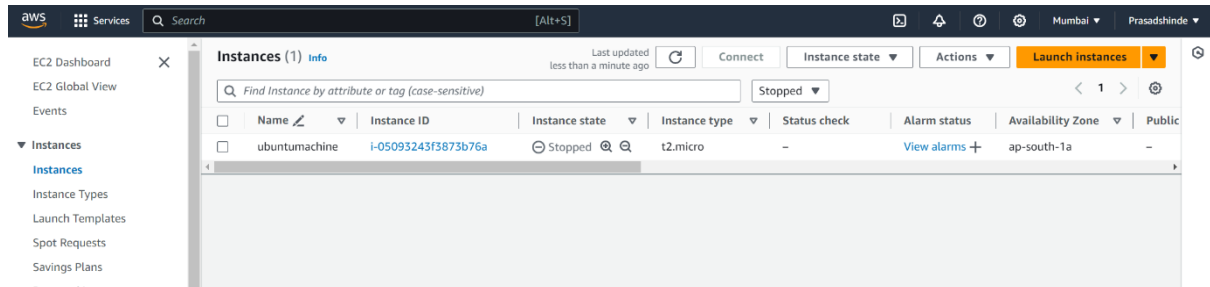 aws Services Search [Alt+S] Mumbai Prasadshinde
EC2 Dashboard
EC2 Global View
Events
Instances
Instances
Instance Types
Launch Templates
Spot Requests
Savings Plans
Instances (1) Info Last updated less than a minute ago Connect Instance state Actions Launch instances
Find Instance by attribute or tag (case-sensitive) Stopped 1
Name Instance ID Instance state Instance type Status check Alarm status Availability Zone Public
ubuntumachine i-05093243f3873b76a Stopped t2.micro – View alarms + ap-south-1a –